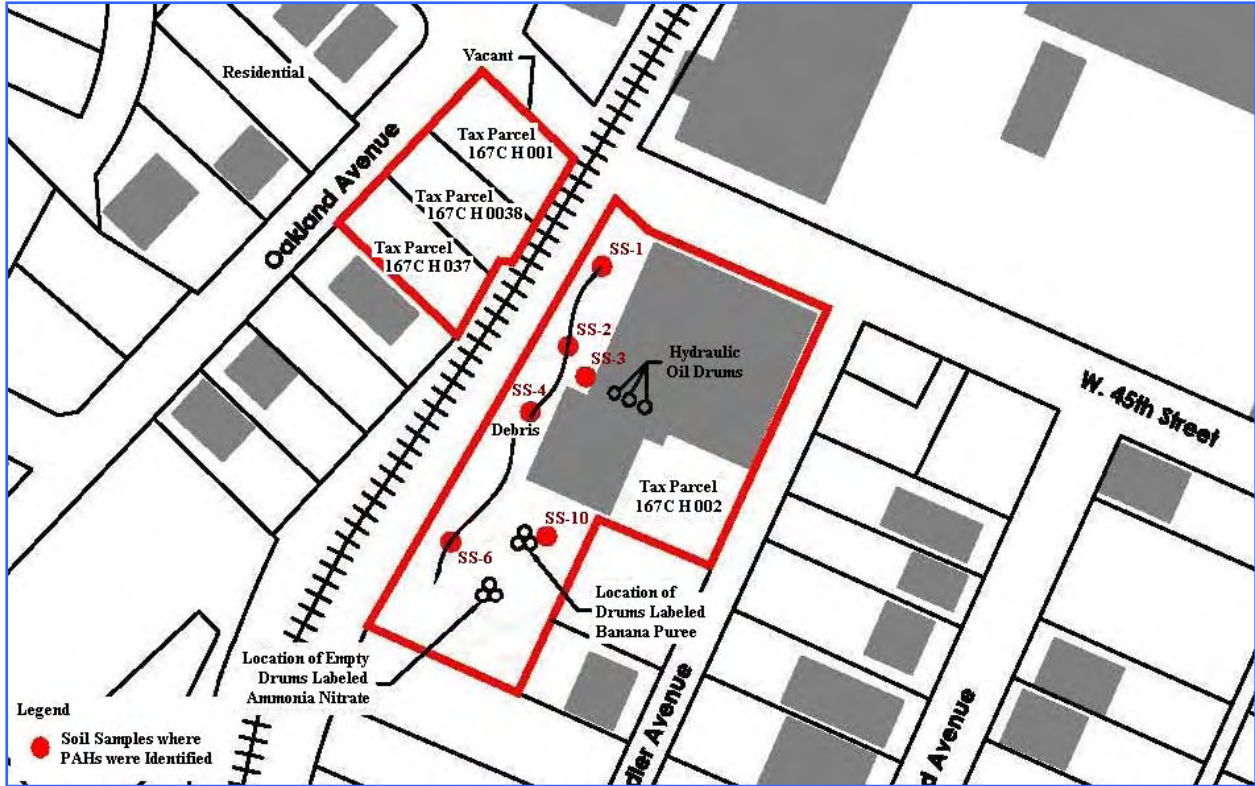 Vacant
Residential
Oakland Avenue
Tax Parcel
167C H 001
Tax Parcel
167C H 0038
Tax Parcel
167C H 037
SS-1
SS-2
SS-3
Hydraulic
Oil Drums
SS-4
Debris
W. 45th Street
Tax Parcel
167C H 002
SS-10
SS-6
Location of
Drums Labeled
Banana Puree
Location of Empty
Drums Labeled
Ammonia Nitrate
Avenue
Avenue
Legend
Soil Samples where
PAHs were Identified